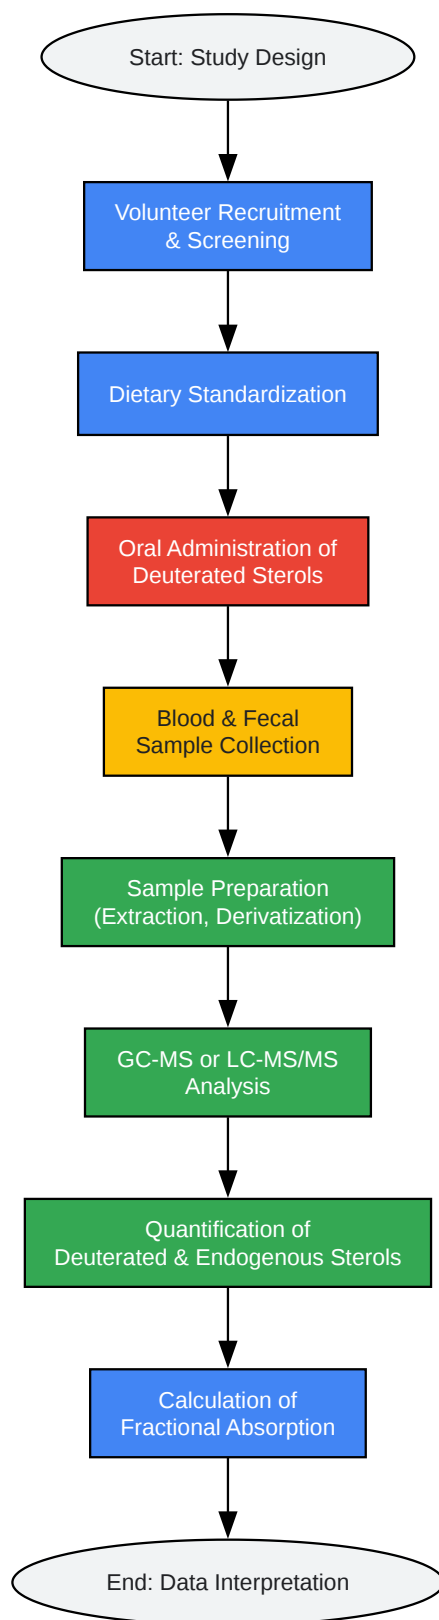 Start: Study Design
Volunteer Recruitment
& Screening
Dietary Standardization
Oral Administration of
Deuterated Sterols
Blood & Fecal
Sample Collection
Sample Preparation
(Extraction, Derivatization)
GC-MS or LC-MS/MS
Analysis
Quantification of
Deuterated & Endogenous Sterols
Calculation of
Fractional Absorption
End: Data Interpretation